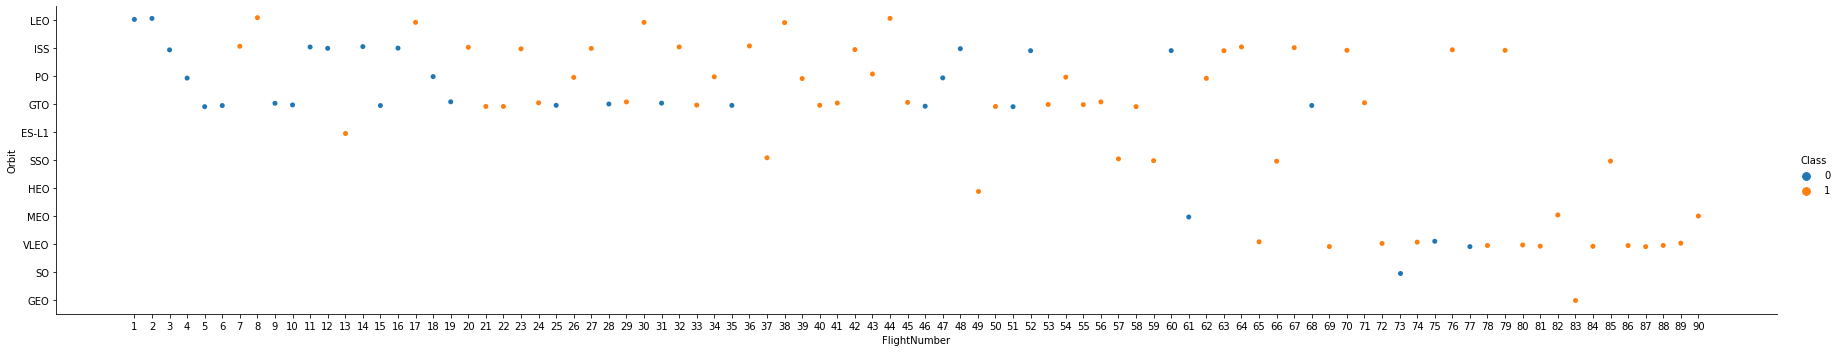 LEO
ISS
PO
GTO
ES-L1
SSO
HEO
MEO
VLEO
SO
GEO
Orbit
1 2 3 4 5 6 7 8 9 10 11 12 13 14 15 16 17 18 19 20 21 22 23 24 25 26 27 28 29 30 31 32 33 34 35 36 37 38 39 40 41 42 43 44 45 46 47 48 49 50 51 52 53 54 55 56 57 58 59 60 61 62 63 64 65 66 67 68 69 70 71 72 73 74 75 76 77 78 79 80 81 82 83 84 85 86 87 88 89 90
FlightNumber
Class
0
1